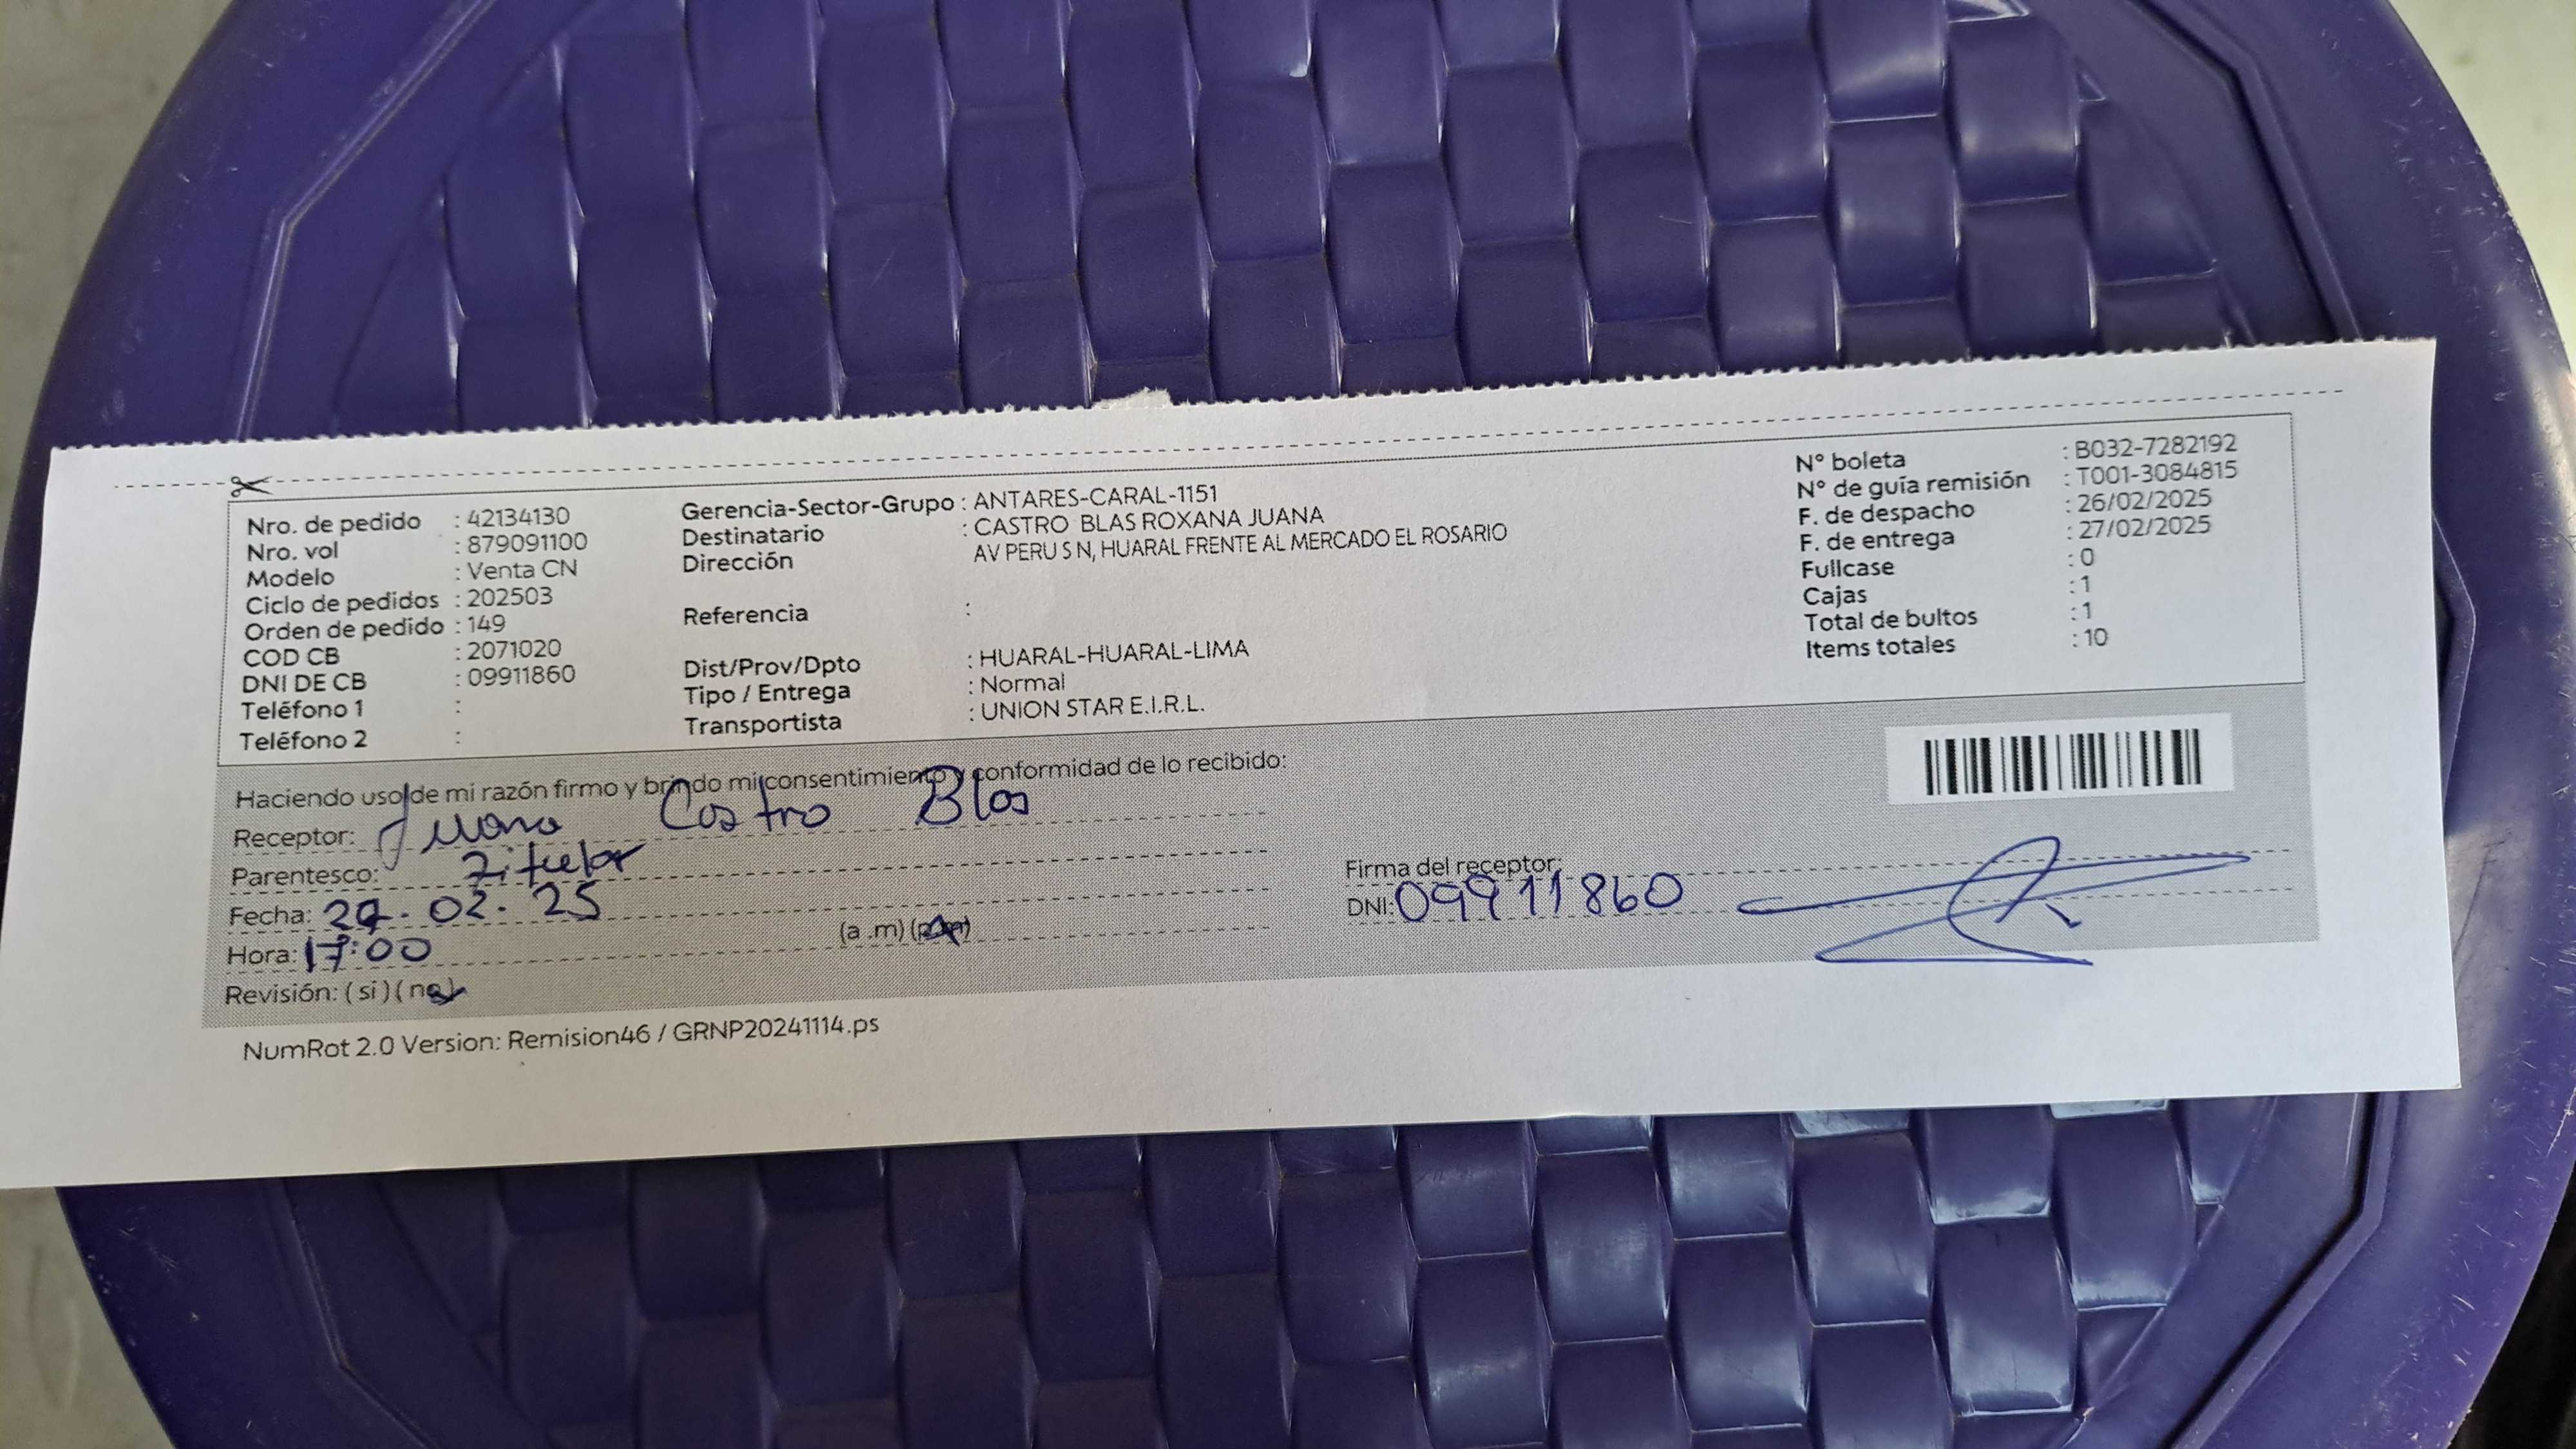 Nro. de pedido : 42134130
Nro. vol : 879091100
Modelo : Venta CN
Ciclo de pedidos : 202503
Orden de pedido : 149
COD CB : 2071020
DNI DE CB : 09911860
Teléfono 1 :
Teléfono 2 :
Gerencia-Sector-Grupo : ANTARES-CARAL-1151
Destinatario : CASTRO BLAS ROXANA JUANA
Dirección AV PERU S N, HUARAL FRENTE AL MERCADO EL ROSARIO
Referencia :
Dist/Prov/Dpto : HUARAL-HUARAL-LIMA
Tipo / Entrega : Normal
Transportista : UNION STAR E.I.R.L.
N° boleta : B032-7282192
N° de guía remisión : T001-3084815
F. de despacho : 26/02/2025
F. de entrega : 27/02/2025
Fullcase : 0
Cajas : 1
Total de bultos : 1
Items totales : 10
Haciendo uso de mi razón firmo y brindo mi consentimiento y conformidad de lo recibido:
Receptor: Juana Castro Blas
Parentesco: Titular
Fecha: 27.02.25
Hora: 17:00 (a .m) (p.m)
Revisión: ( si ) ( no )
Firma del receptor:
DNI: 09911860
NumRot 2.0 Version: Remision46 / GRNP20241114.ps